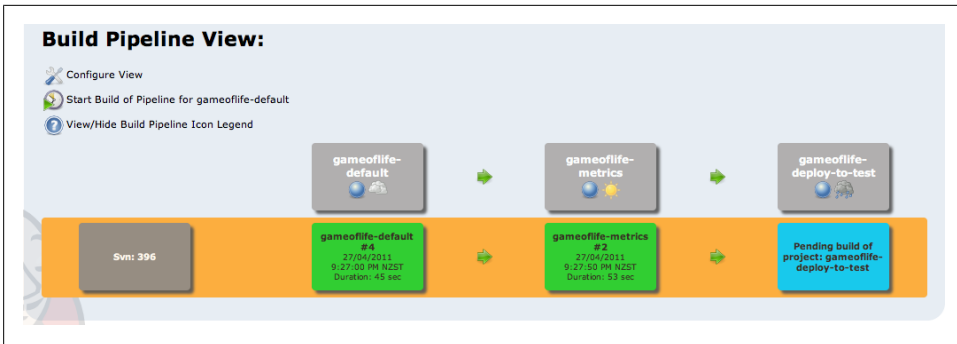 Build Pipeline View:
Configure View
Start Build of Pipeline for gameoflife-default
View/Hide Build Pipeline Icon Legend
gameoflife-
default
gameoflife-
metrics
gameoflife-
deploy-to-test
Svn: 396
gameoflife-default
#4
27/04/2011
9:27:00 PM NZST
Duration: 45 sec
gameoflife-metrics
#2
27/04/2011
9:27:50 PM NZST
Duration: 53 sec
Pending build of
project: gameoflife-
deploy-to-test